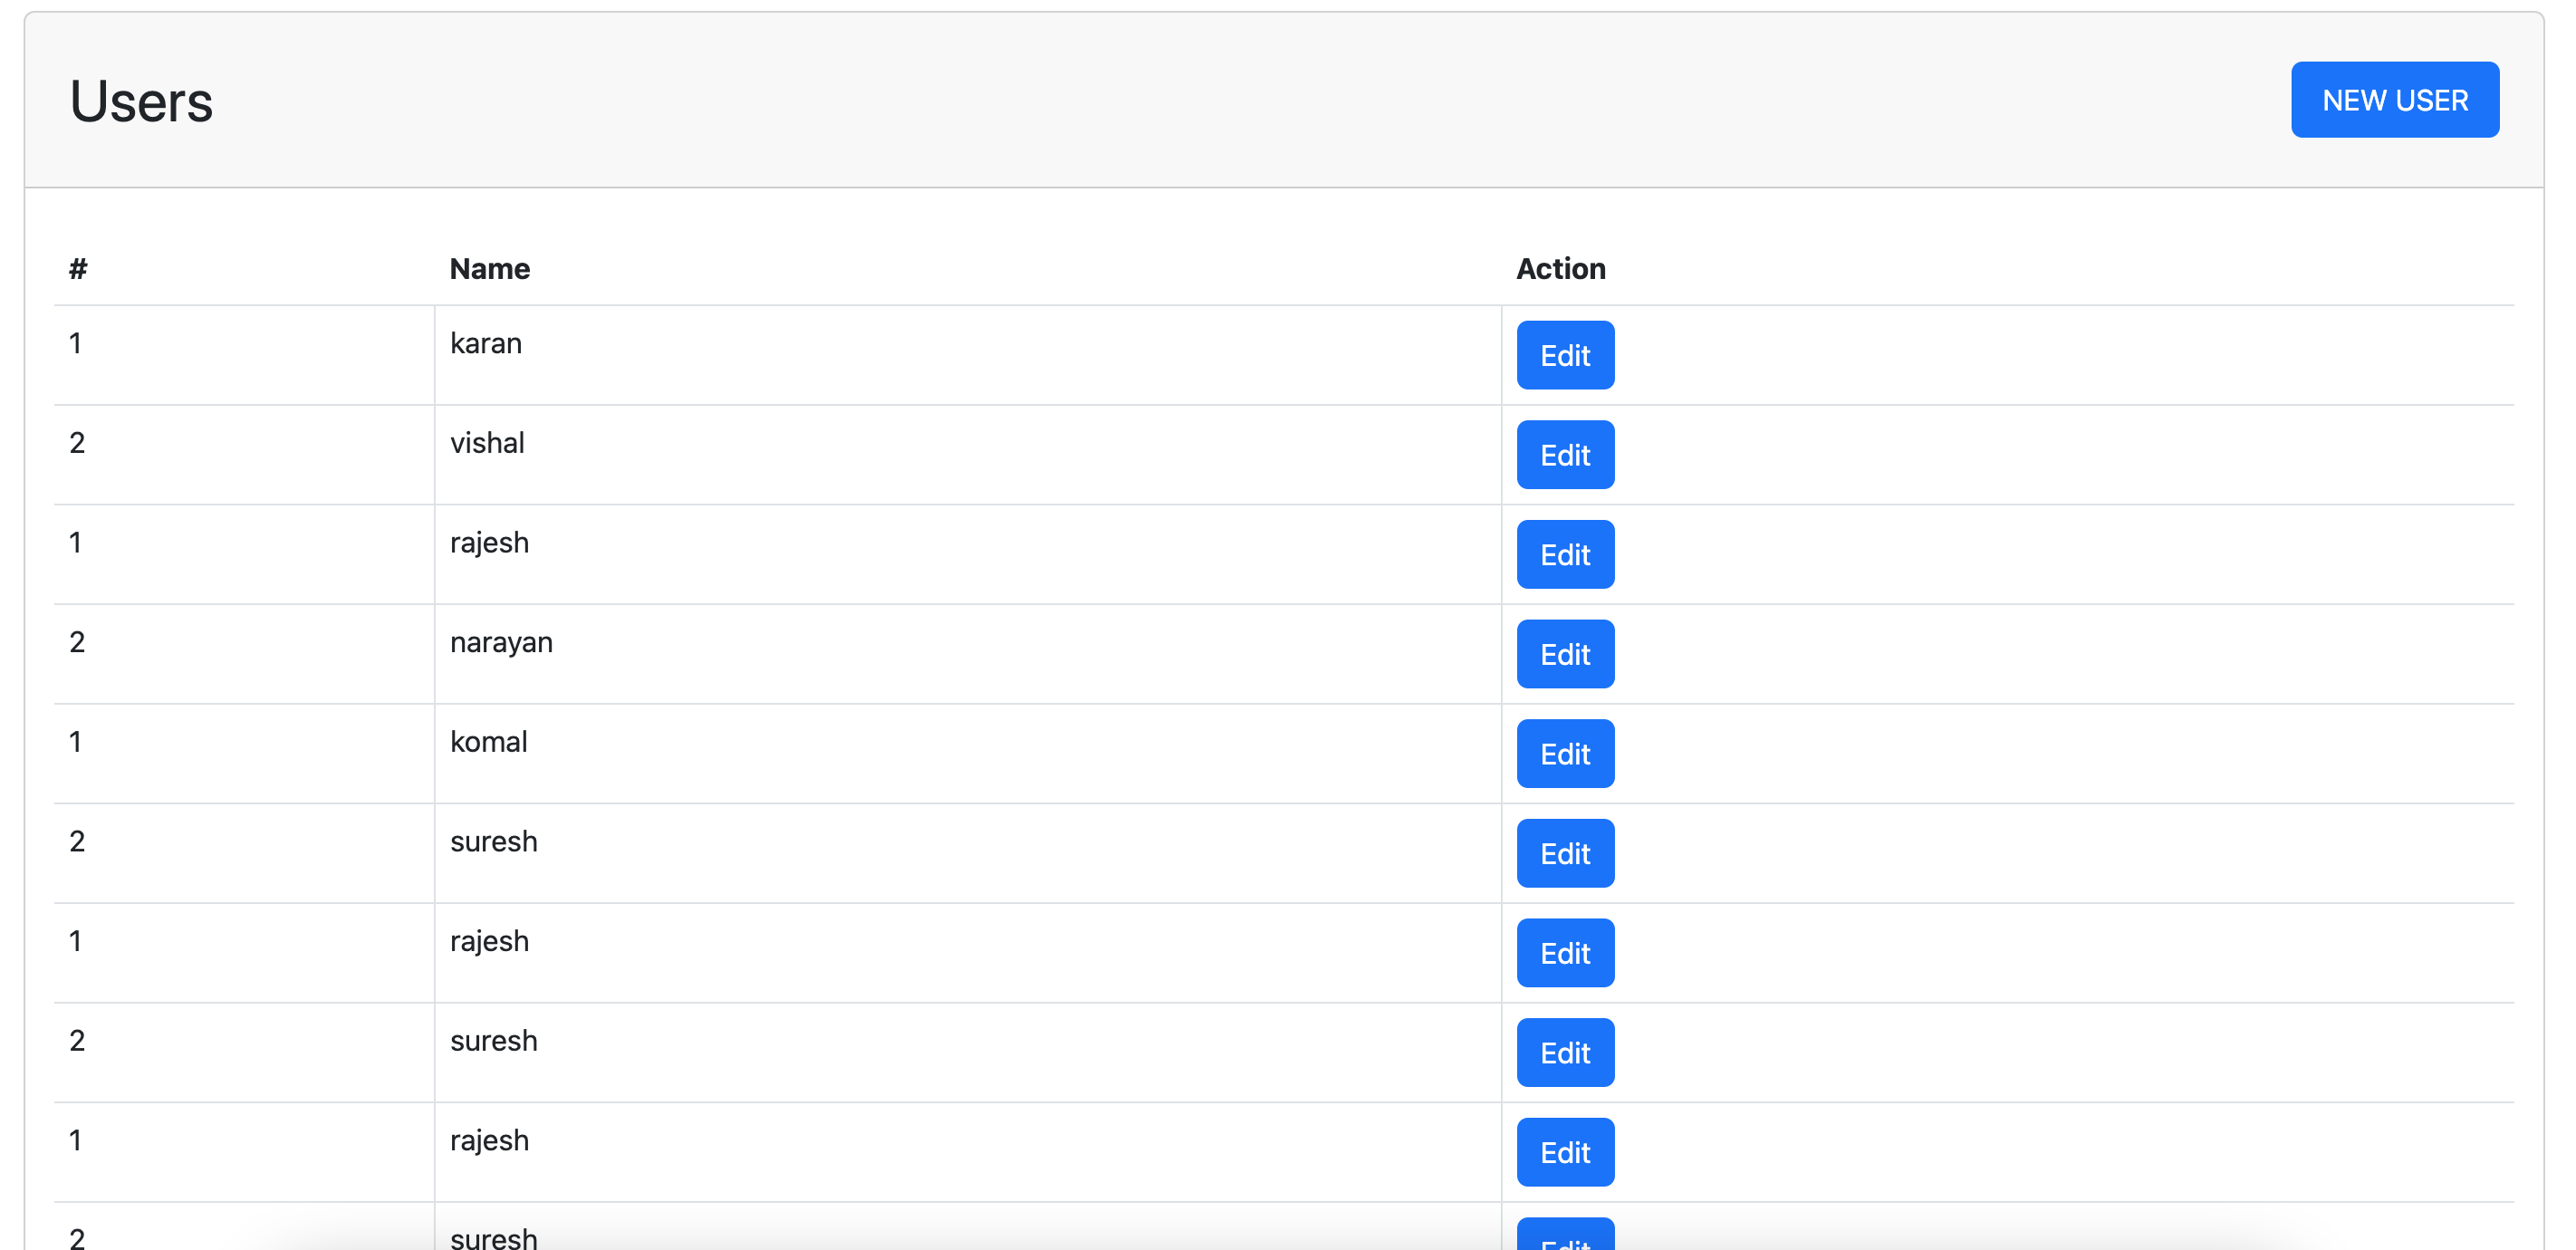 Users NEW USER
# Name Action
1 karan Edit
2 vishal Edit
1 rajesh Edit
2 narayan Edit
1 komal Edit
2 suresh Edit
1 rajesh Edit
2 suresh Edit
1 rajesh Edit
2 suresh Edit